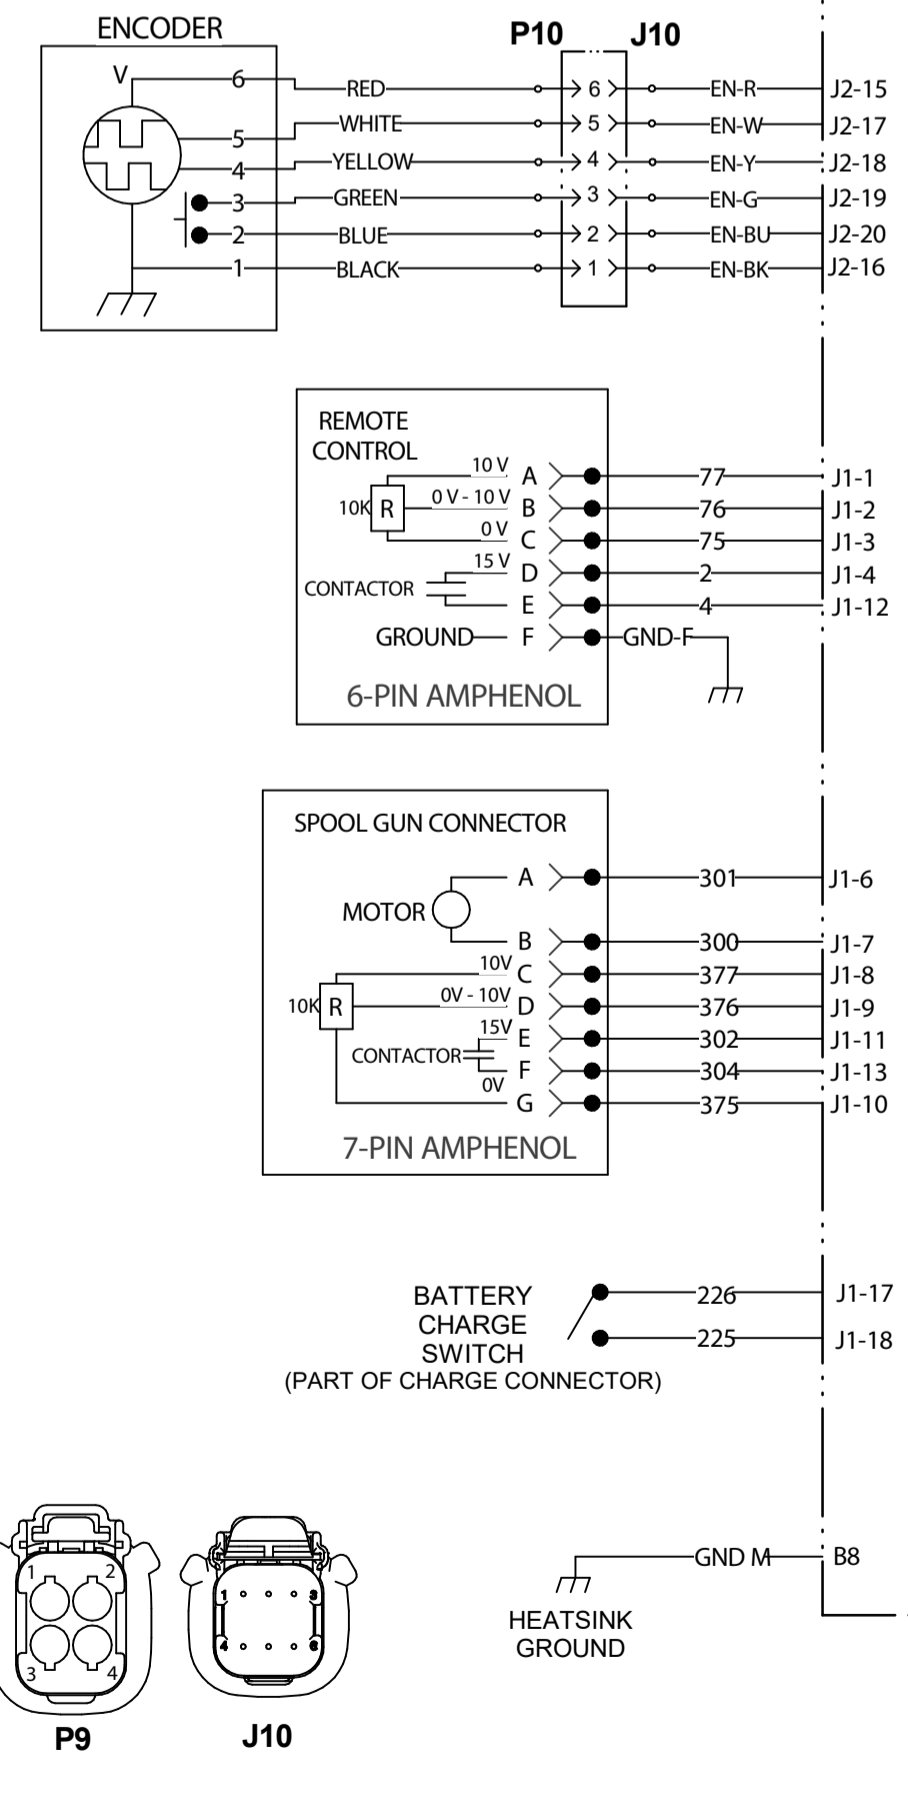 ENCODER
P10 J10
V 6 RED 6 EN-R J2-15
5 WHITE 5 EN-W J2-17
4 YELLOW 4 EN-Y J2-18
3 GREEN 3 EN-G J2-19
2 BLUE 2 EN-BU J2-20
1 BLACK 1 EN-BK J2-16
REMOTE
CONTROL
10 V A 77 J1-1
10K R 0 V - 10 V B 76 J1-2
0 V C 75 J1-3
15 V D 2 J1-4
CONTACTOR
E 4 J1-12
GROUND F GND-F
6-PIN AMPHENOL
SPOOL GUN CONNECTOR
A 301 J1-6
MOTOR
B 300 J1-7
10V C 377 J1-8
10K R 0V - 10V D 376 J1-9
15V E 302 J1-11
CONTACTOR
F 304 J1-13
0V
G 375 J1-10
7-PIN AMPHENOL
BATTERY
CHARGE
SWITCH
(PART OF CHARGE CONNECTOR)
226 J1-17
225 J1-18
GND M B8
HEATSINK
GROUND
1 2
3 4
P9
1 3
4 6
J10